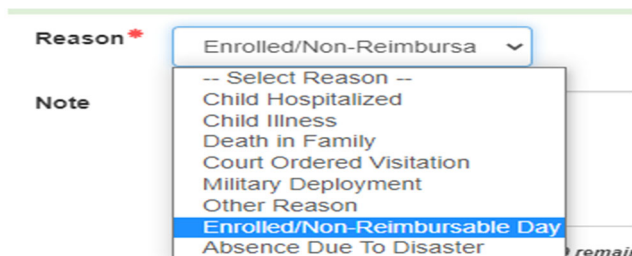 Reason*
Enrolled/Non-Reimbursa
-- Select Reason --
Child Hospitalized
Note
Child Illness
Death in Family
Court Ordered Visitation
Military Deployment
Other Reason
Enrolled/Non-Reimbursable Day
Absence Due To Disaster